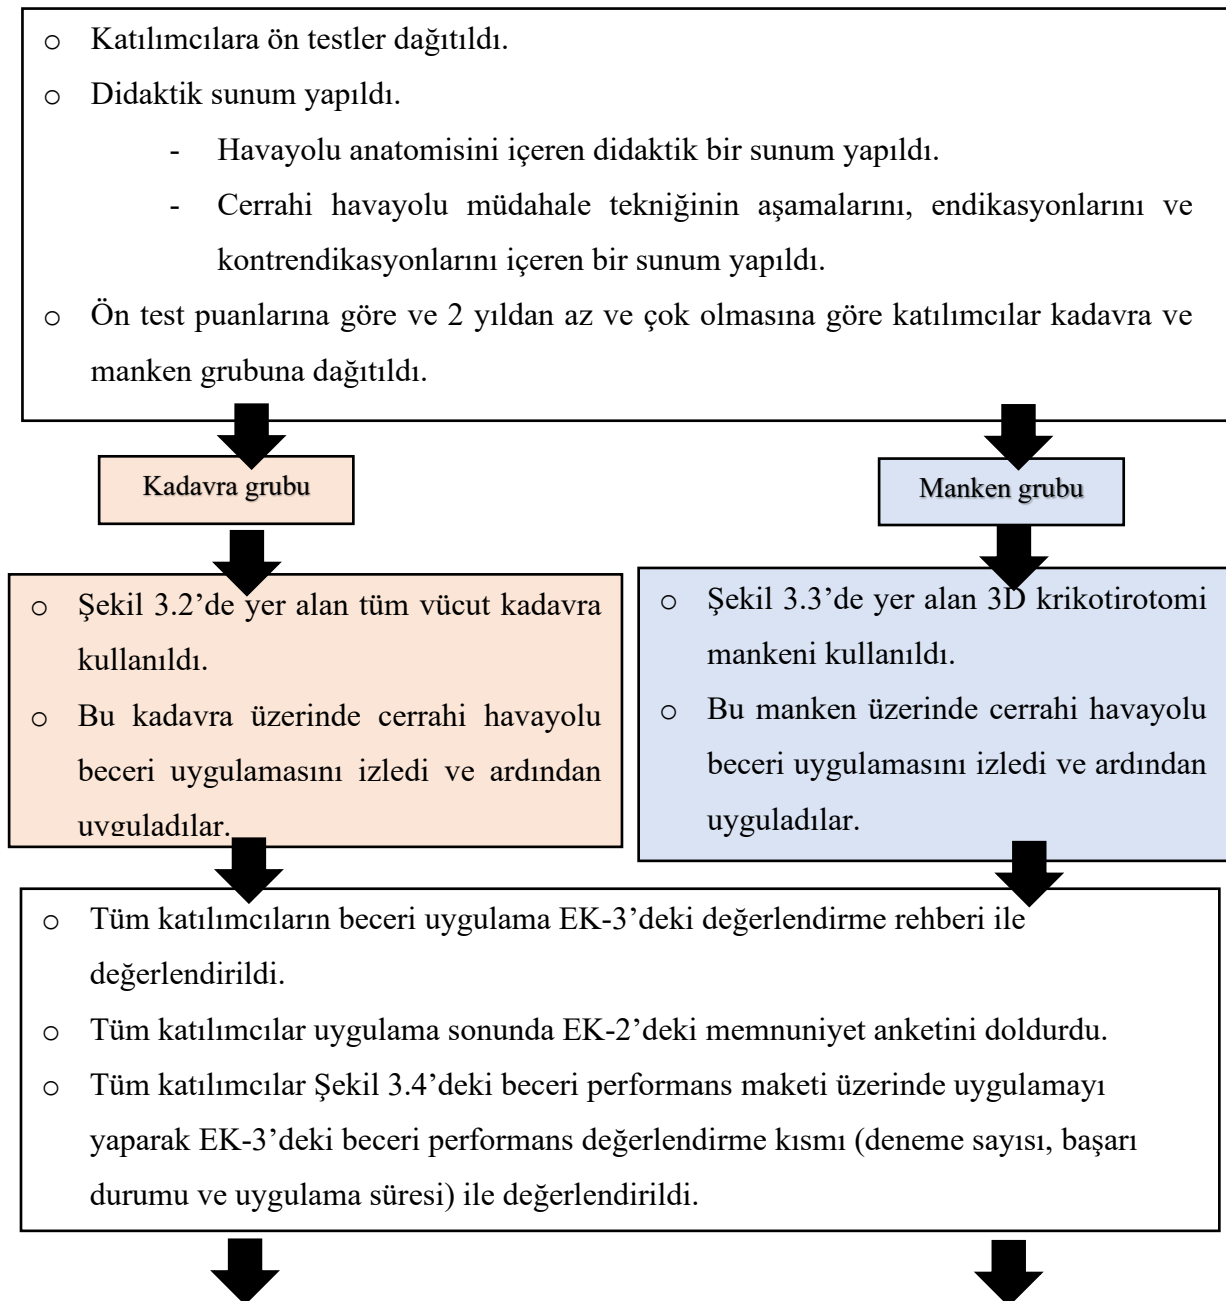 o Katılımcılara ön testler dağıtıldı.
o Didaktik sunum yapıldı.
- Havayolu anatomisini içeren didaktik bir sunum yapıldı.
- Cerrahi havayolu müdahale tekniğinin aşamalarını, endikasyonlarını ve
kontrendikasyonlarını içeren bir sunum yapıldı.
o Ön test puanlarına göre ve 2 yıldan az ve çok olmasına göre katılımcılar kadavra ve
manken grubuna dağıtıldı.
Kadavra grubu
Manken grubu
o Şekil 3.2’de yer alan tüm vücut kadavra
kullanıldı.
o Bu kadavra üzerinde cerrahi havayolu
beceri uygulamasını izledi ve ardından
uyguladılar.
o Şekil 3.3’de yer alan 3D krikotirotomi
mankeni kullanıldı.
o Bu manken üzerinde cerrahi havayolu
beceri uygulamasını izledi ve ardından
uyguladılar.
o Tüm katılımcıların beceri uygulama EK-3’deki değerlendirme rehberi ile
değerlendirildi.
o Tüm katılımcılar uygulama sonunda EK-2’deki memnuniyet anketini doldurdu.
o Tüm katılımcılar Şekil 3.4’deki beceri performans maketi üzerinde uygulamayı
yaparak EK-3’deki beceri performans değerlendirme kısmı (deneme sayısı, başarı
durumu ve uygulama süresi) ile değerlendirildi.